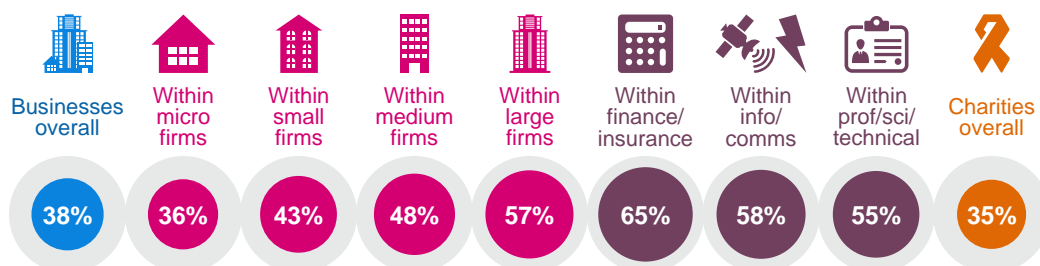 Businesses
overall
Within
micro
firms
Within
small
firms
Within
medium
firms
Within
large
firms
Within
finance/
insurance
Within
info/
comms
Within
prof/sci/
technical
Charities
overall
38%
36%
43%
48%
57%
65%
58%
55%
35%